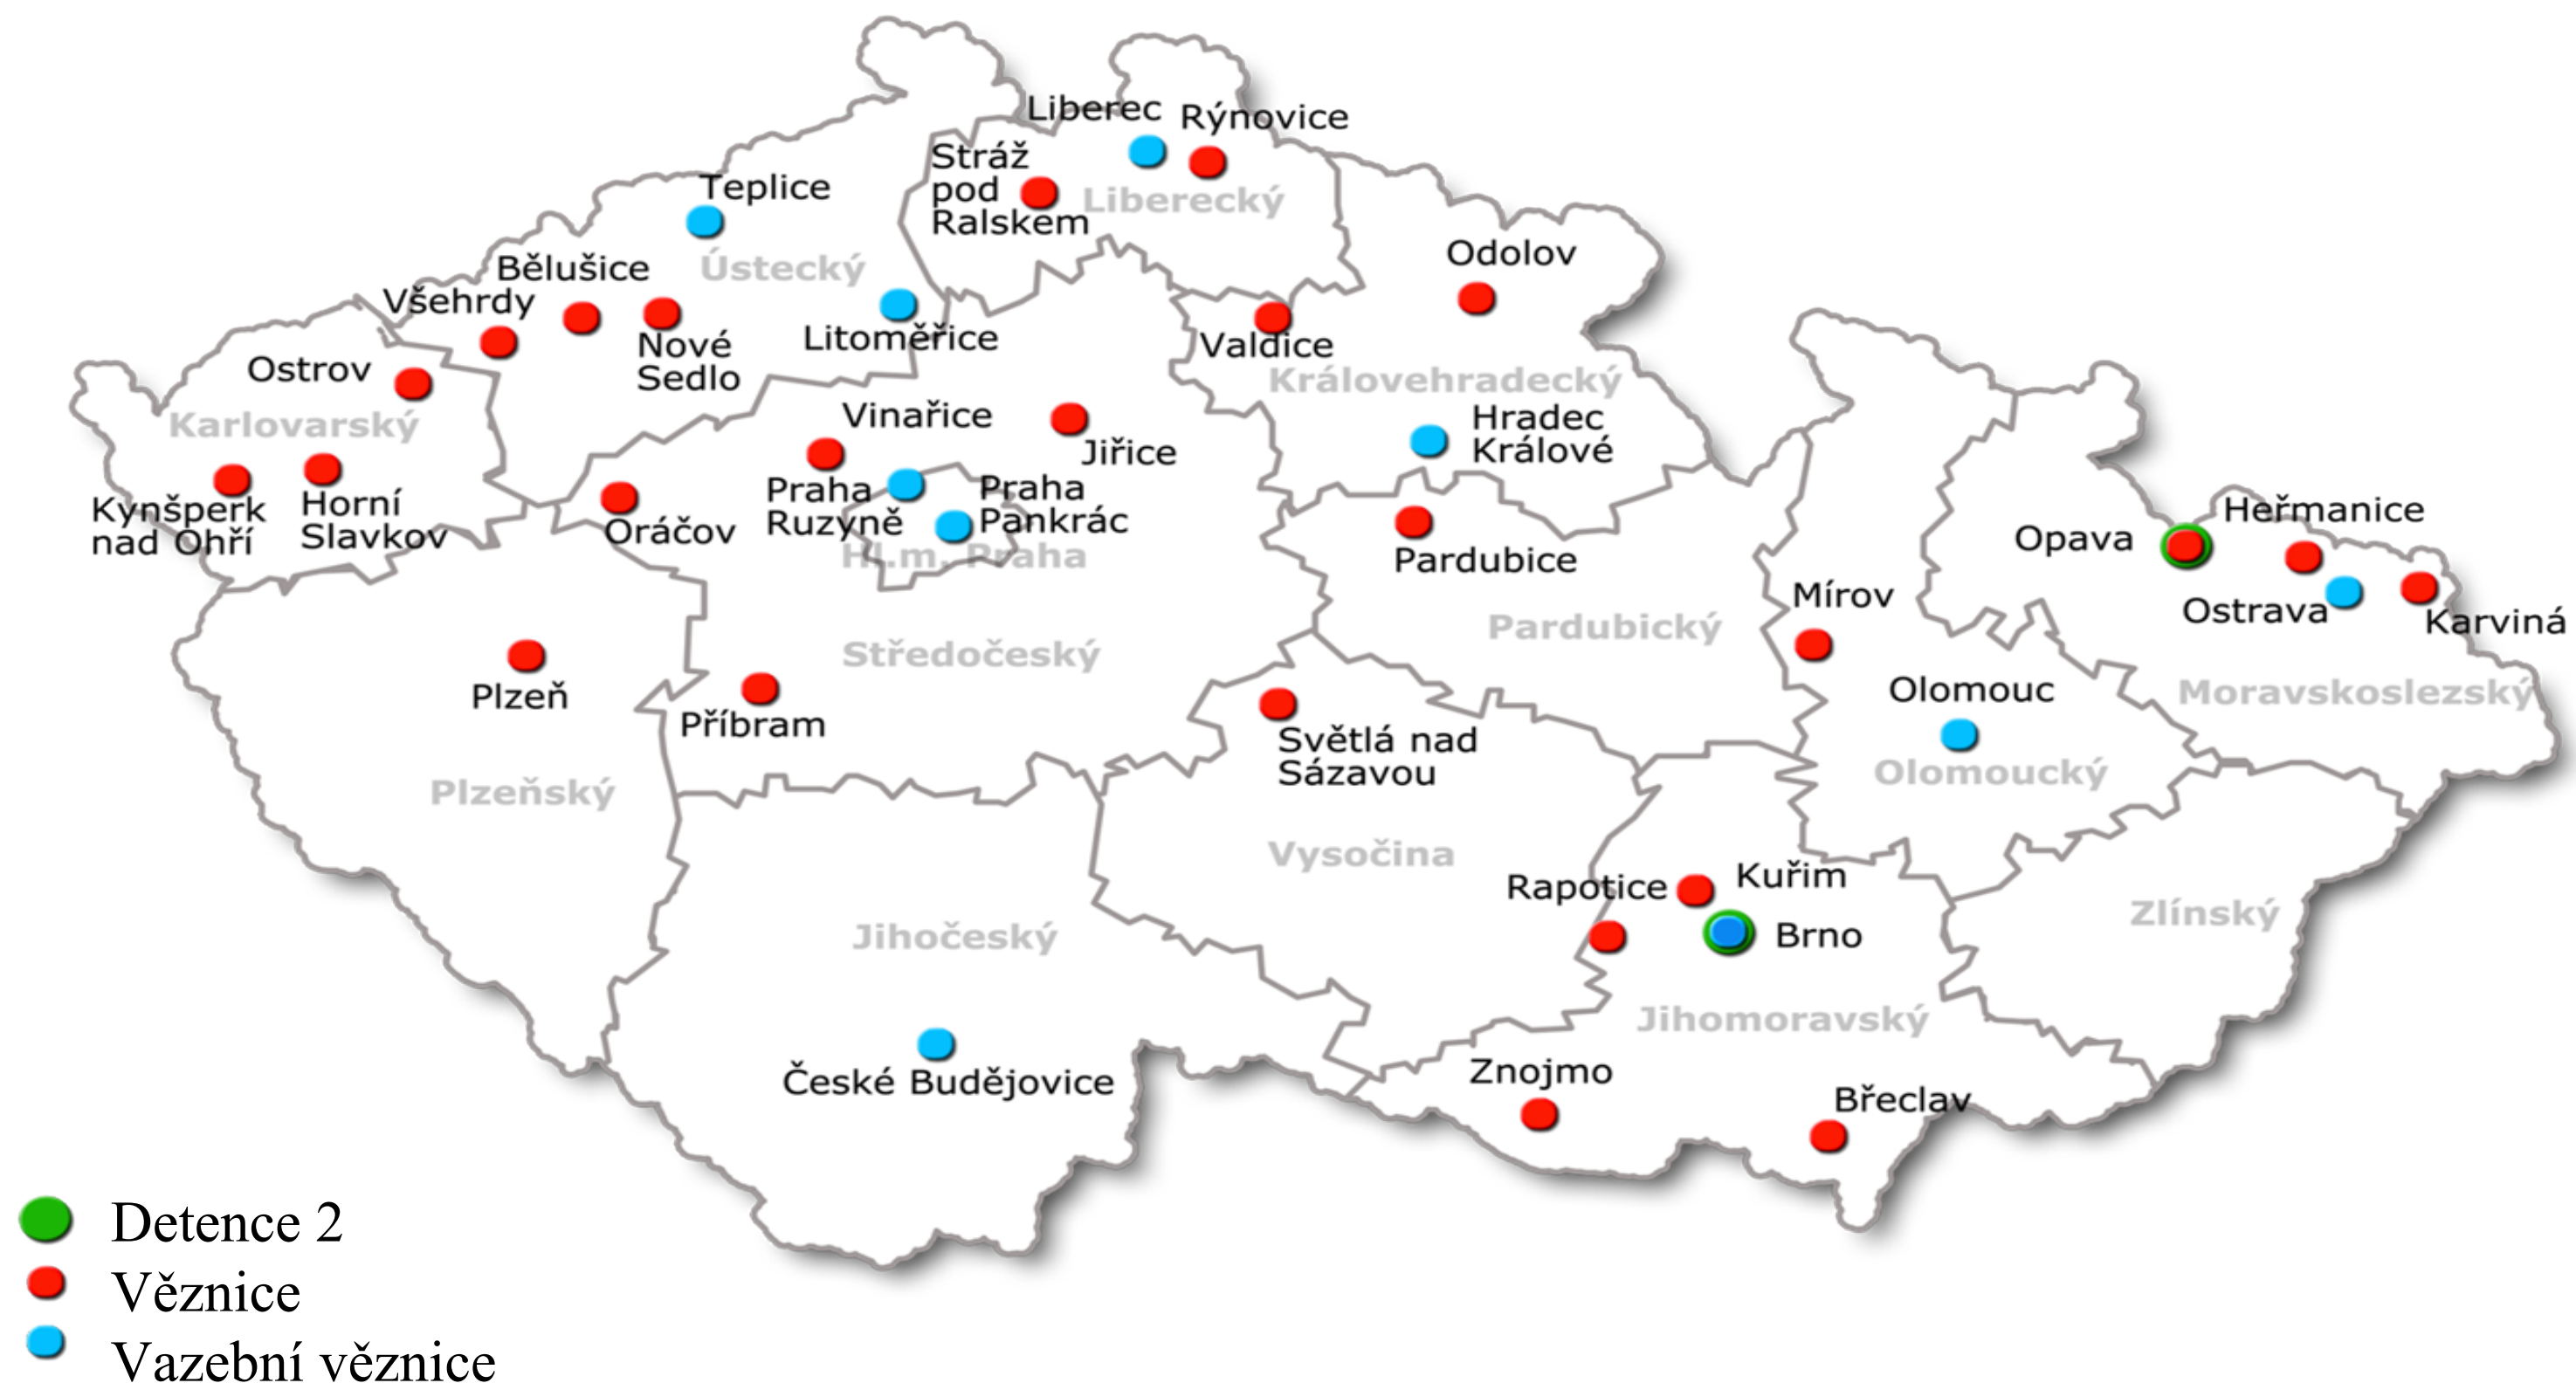 Liberec
Rýnovice
Stráž
pod
Ralskem
Liberecký
Teplice
Ústecký
Odolov
Bělušice
Všehrdy
Nové
Sedlo
Litoměřice
Valdice
Královehradecký
Ostrov
Karlovarský
Vinařice
Jiřice
Hradec
Králové
Kynšperk
nad Ohří
Horní
Slavkov
Oráčov
Praha
Ruzyně
Praha
Pankrác
Hl.m. Praha
Pardubice
Opava
Heřmanice
Ostrava
Karviná
Mírov
Pardubický
Středočeský
Plzeň
Příbram
Olomouc
Moravskoslezský
Světlá nad
Sázavou
Olomoucký
Plzeňský
Vysočina
Rapotice
Kuřim
Brno
Zlínský
Jihočeský
Jihomoravský
České Budějovice
Znojmo
Břeclav
Detence 2
Věznice
Vazební věznice